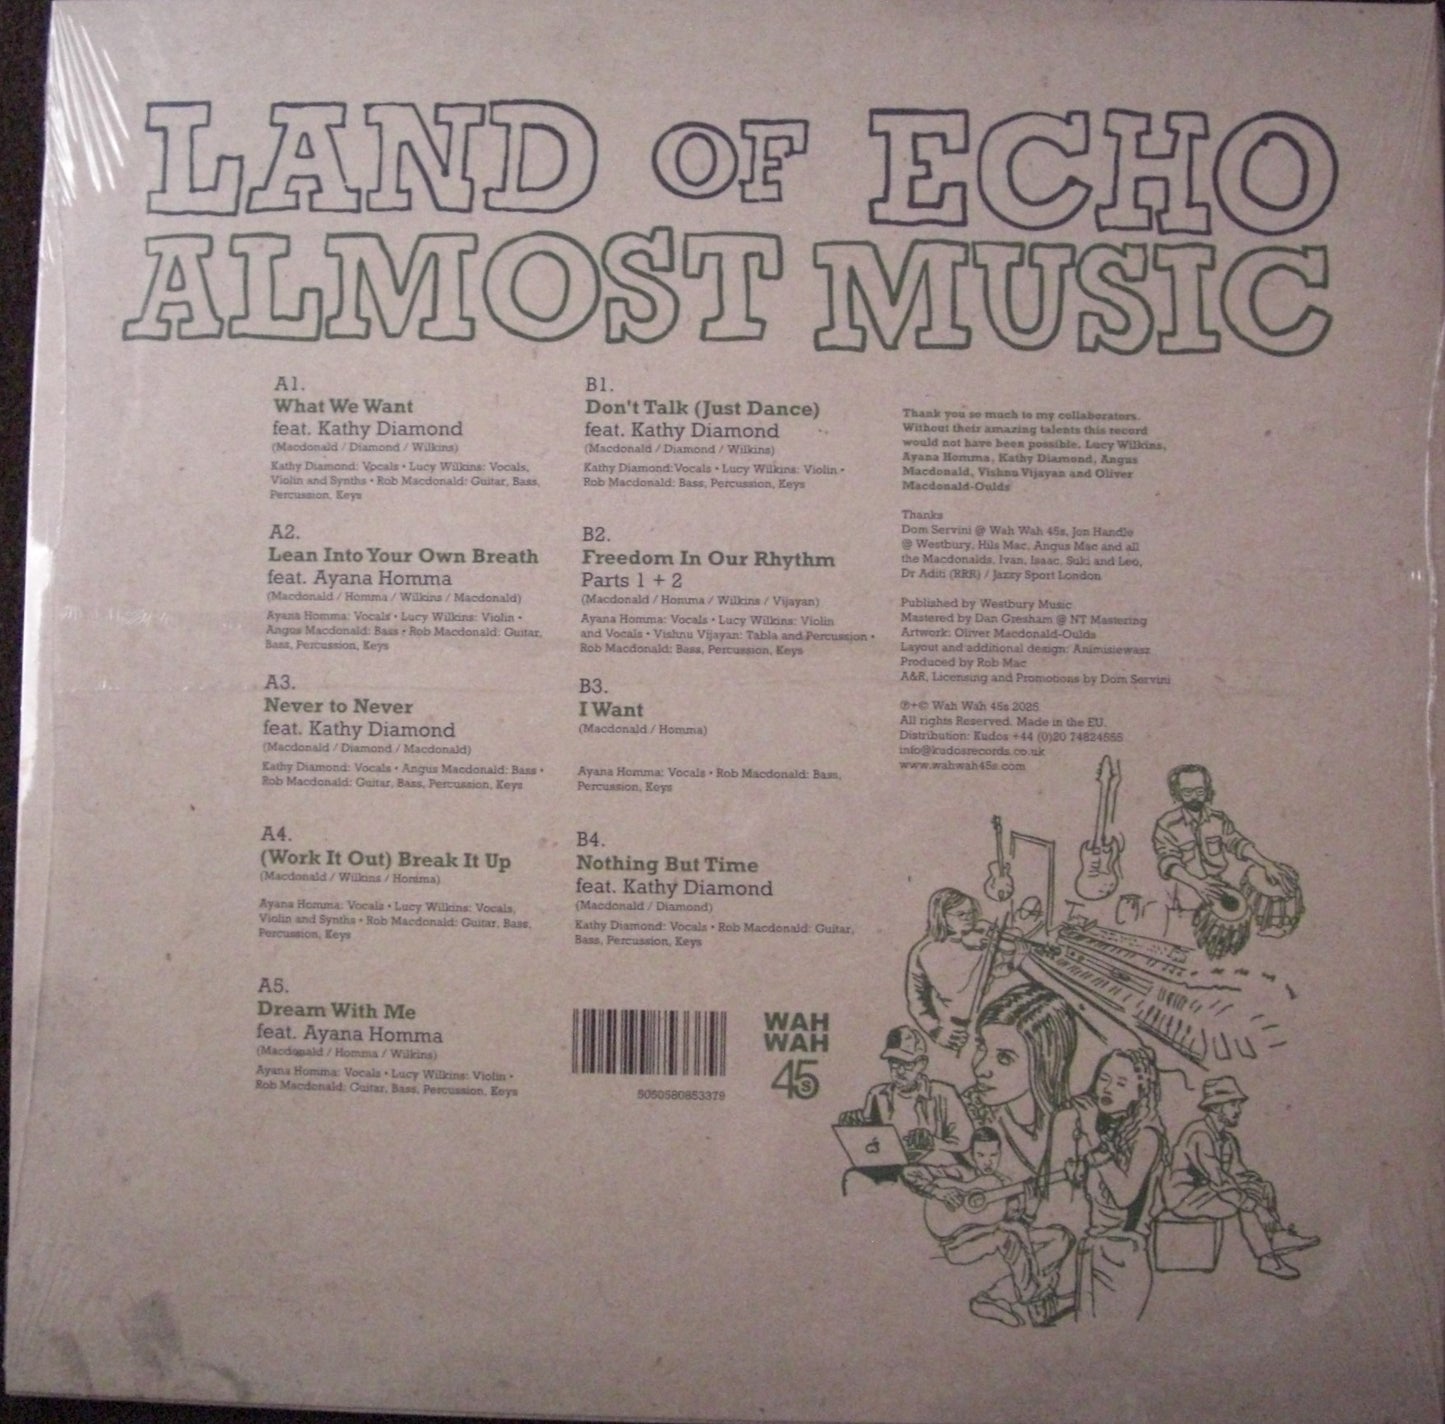 LAND OF ECHO
ALMOST MUSIC
A1.
What We Want
feat. Kathy Diamond
(Macdonald / Diamond / Wilkins)
Kathy Diamond: Vocals • Lucy Wilkins: Vocals,
Violin and Synths • Rob Macdonald: Guitar, Bass,
Percussion, Keys
A2.
Lean Into Your Own Breath
feat. Ayana Homma
(Macdonald / Homma / Wilkins / Macdonald)
Ayana Homma: Vocals • Lucy Wilkins: Violin •
Angus Macdonald: Bass • Rob Macdonald: Guitar,
Bass, Percussion, Keys
A3.
Never to Never
feat. Kathy Diamond
(Macdonald / Diamond / Macdonald)
Kathy Diamond: Vocals • Angus Macdonald: Bass •
Rob Macdonald: Guitar, Bass, Percussion, Keys
A4.
(Work It Out) Break It Up
(Macdonald / Wilkins / Homma)
Ayana Homma: Vocals • Lucy Wilkins: Vocals,
Violin and Synths • Rob Macdonald: Guitar, Bass,
Percussion, Keys
A5.
Dream With Me
feat. Ayana Homma
(Macdonald / Homma / Wilkins)
Ayana Homma: Vocals • Lucy Wilkins: Violin •
Rob Macdonald: Guitar, Bass, Percussion, Keys
B1.
Don't Talk (Just Dance)
feat. Kathy Diamond
(Macdonald / Diamond / Wilkins)
Kathy Diamond:Vocals • Lucy Wilkins: Violin •
Rob Macdonald: Bass, Percussion, Keys
B2.
Freedom In Our Rhythm
Parts 1 + 2
(Macdonald / Homma / Wilkins / Vijayan)
Ayana Homma: Vocals • Lucy Wilkins: Violin
and Vocals • Vishnu Vijayan: Tabla and Percussion •
Rob Macdonald: Bass, Percussion, Keys
B3.
I Want
(Macdonald / Homma)
Ayana Homma: Vocals • Rob Macdonald: Bass,
Percussion, Keys
B4.
Nothing But Time
feat. Kathy Diamond
(Macdonald / Diamond)
Kathy Diamond: Vocals • Rob Macdonald: Guitar,
Bass, Percussion, Keys
5050580853379
WAH
WAH
45s
Thank you so much to my collaborators.
Without their amazing talents this record
would not have been possible. Lucy Wilkins,
Ayana Homma, Kathy Diamond, Angus
Macdonald, Vishnu Vijayan and Oliver
Macdonald-Oulds
Thanks
Dom Servini @ Wah Wah 45s, Jon Handle
@ Westbury, Hils Mac, Angus Mac and all
the Macdonalds, Ivan, Isaac, Suki and Leo,
Dr Aditi (RRR) / Jazzy Sport London
Published by Westbury Music
Mastered by Dan Gresham @ NT Mastering
Artwork: Oliver Macdonald-Oulds
Layout and additional design: Animisiewasz
Produced by Rob Mac
A&R, Licensing and Promotions by Dom Servini
℗+© Wah Wah 45s 2025
All rights Reserved. Made in the EU.
Distribution: Kudos +44 (0)20 74824555
info@kudosrecords.co.uk
www.wahwah45s.com